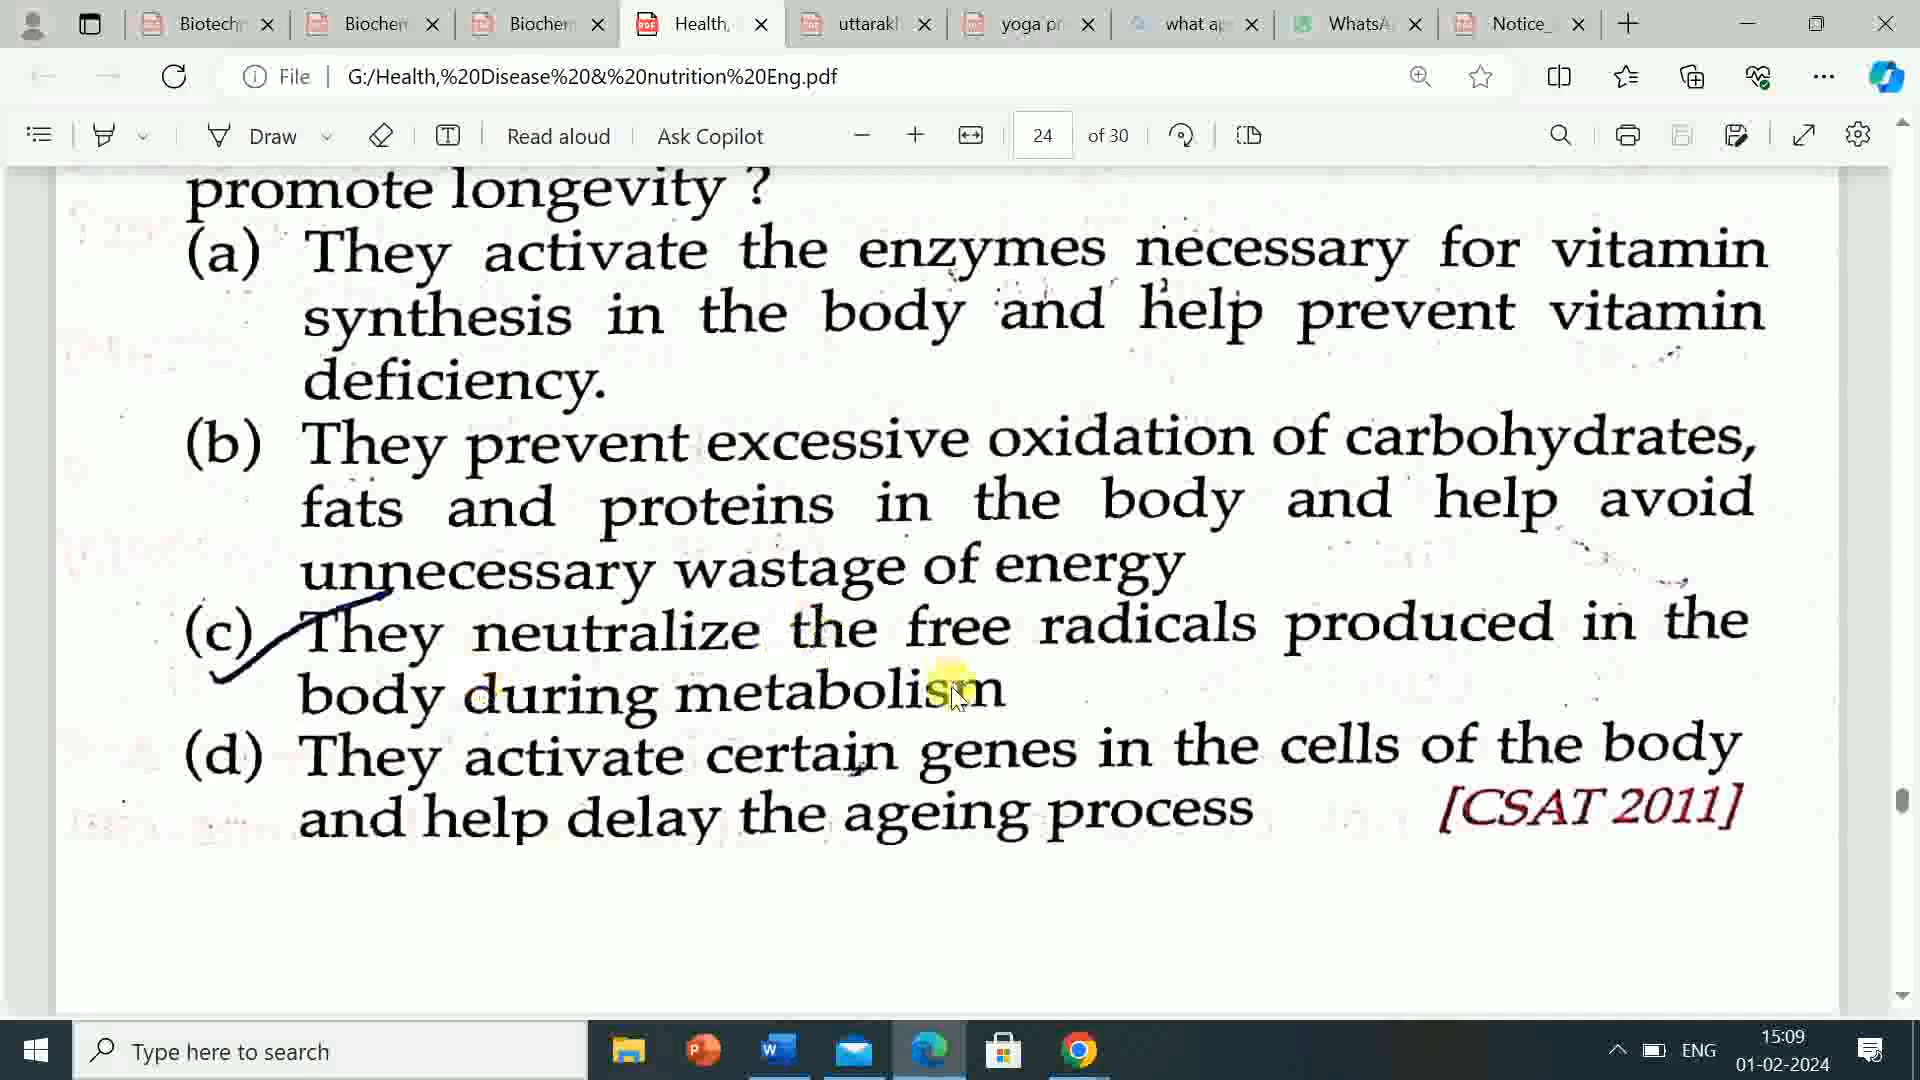 Biotech
Biochem
Biochem
Health,
uttarakl
yoga pr
what ap
WhatsA
Notice_
File
G:/Health,%20Disease%20&%20nutrition%20Eng.pdf
Draw
Read aloud
Ask Copilot
24
of 30
promote longevity ?
(a) They activate the enzymes necessary for vitamin
synthesis in the body and help prevent vitamin
deficiency.
(b) They prevent excessive oxidation of carbohydrates,
fats and proteins in the body and help avoid
unnecessary wastage of energy
(c) They neutralize the free radicals produced in the
body during metabolism
(d) They activate certain genes in the cells of the body
and help delay the ageing process [CSAT 2011]
Type here to search
ENG
15:09
01-02-2024